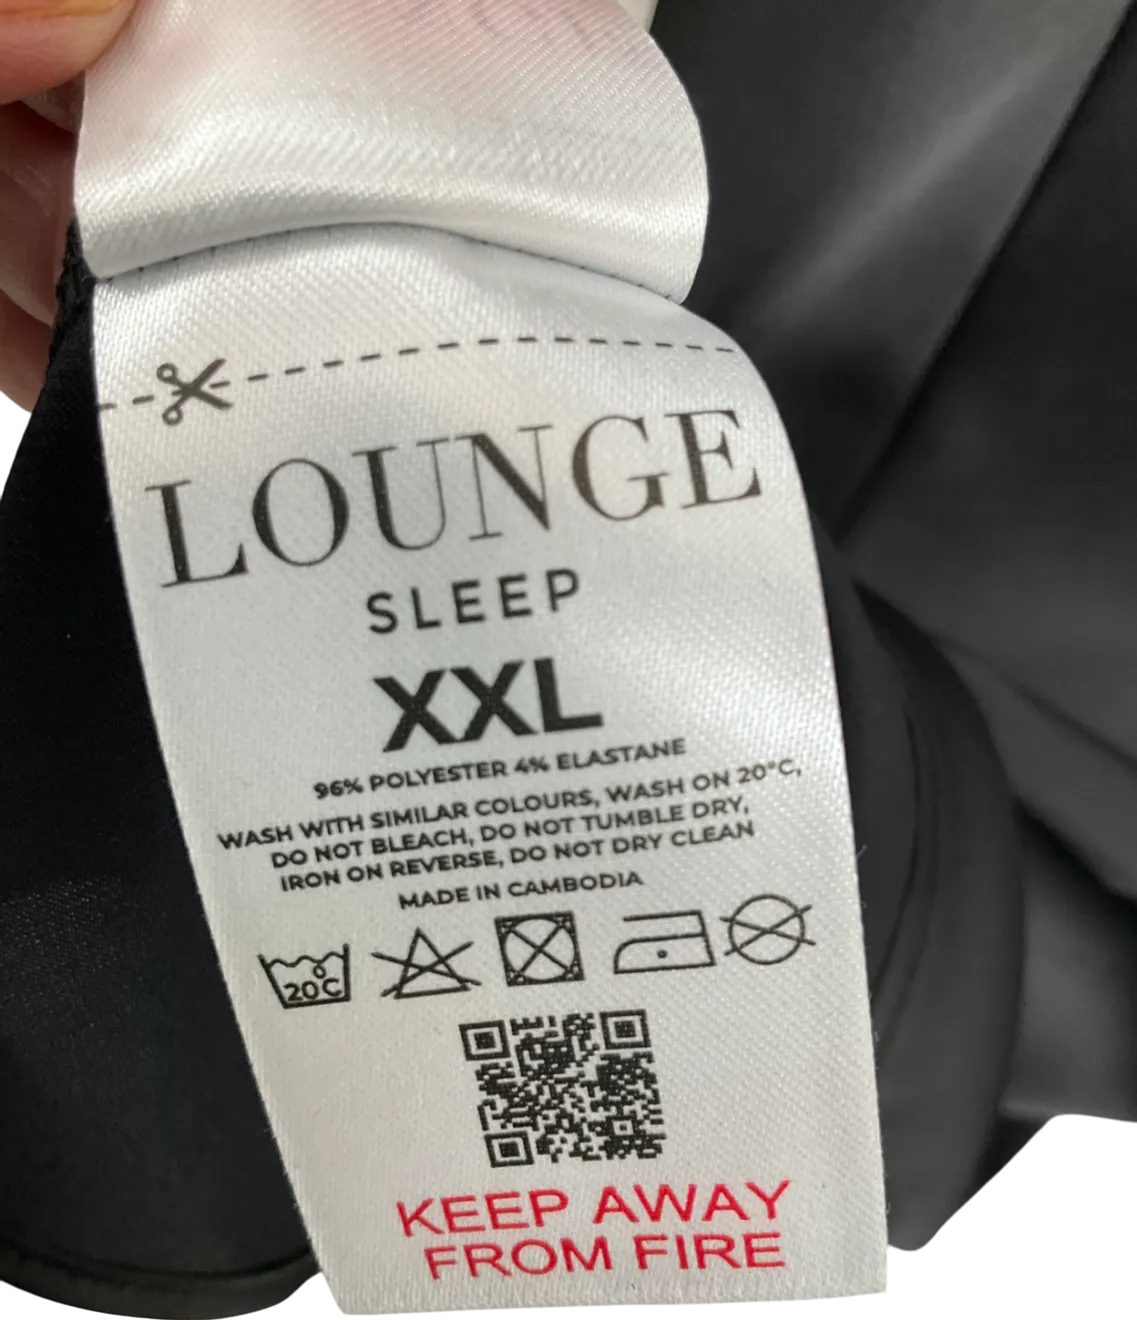 LOUNGE
SLEEP
XXL
96% POLYESTER 4% ELASTANE
WASH WITH SIMILAR COLOURS, WASH ON 20°C,
DO NOT BLEACH, DO NOT TUMBLE DRY,
IRON ON REVERSE, DO NOT DRY CLEAN
MADE IN CAMBODIA
20°C
KEEP AWAY
FROM FIRE